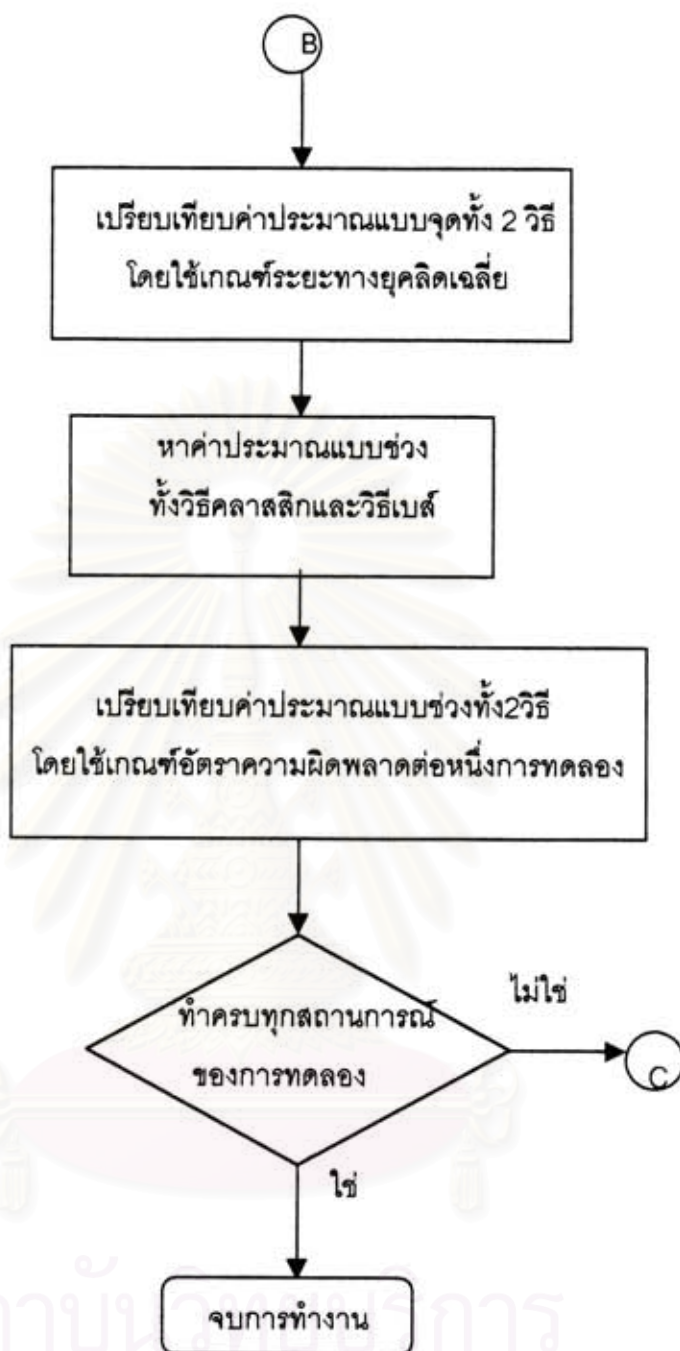 B
เปรียบเทียบค่าประมาณแบบจุดทั้ง 2 วิธี
โดยใช้เกณฑ์ระยะทางยุคลิดเฉลี่ย
หาค่าประมาณแบบช่วง
ทั้งวิธีคลาสสิกและวิธีเบส์
เปรียบเทียบค่าประมาณแบบช่วงทั้ง2วิธี
โดยใช้เกณฑ์อัตราความผิดพลาดต่อหนึ่งการทดลอง
ทำครบทุกสถานการณ์
ของการทดลอง
ไม่ใช่
C
ใช่
จบการทำงาน